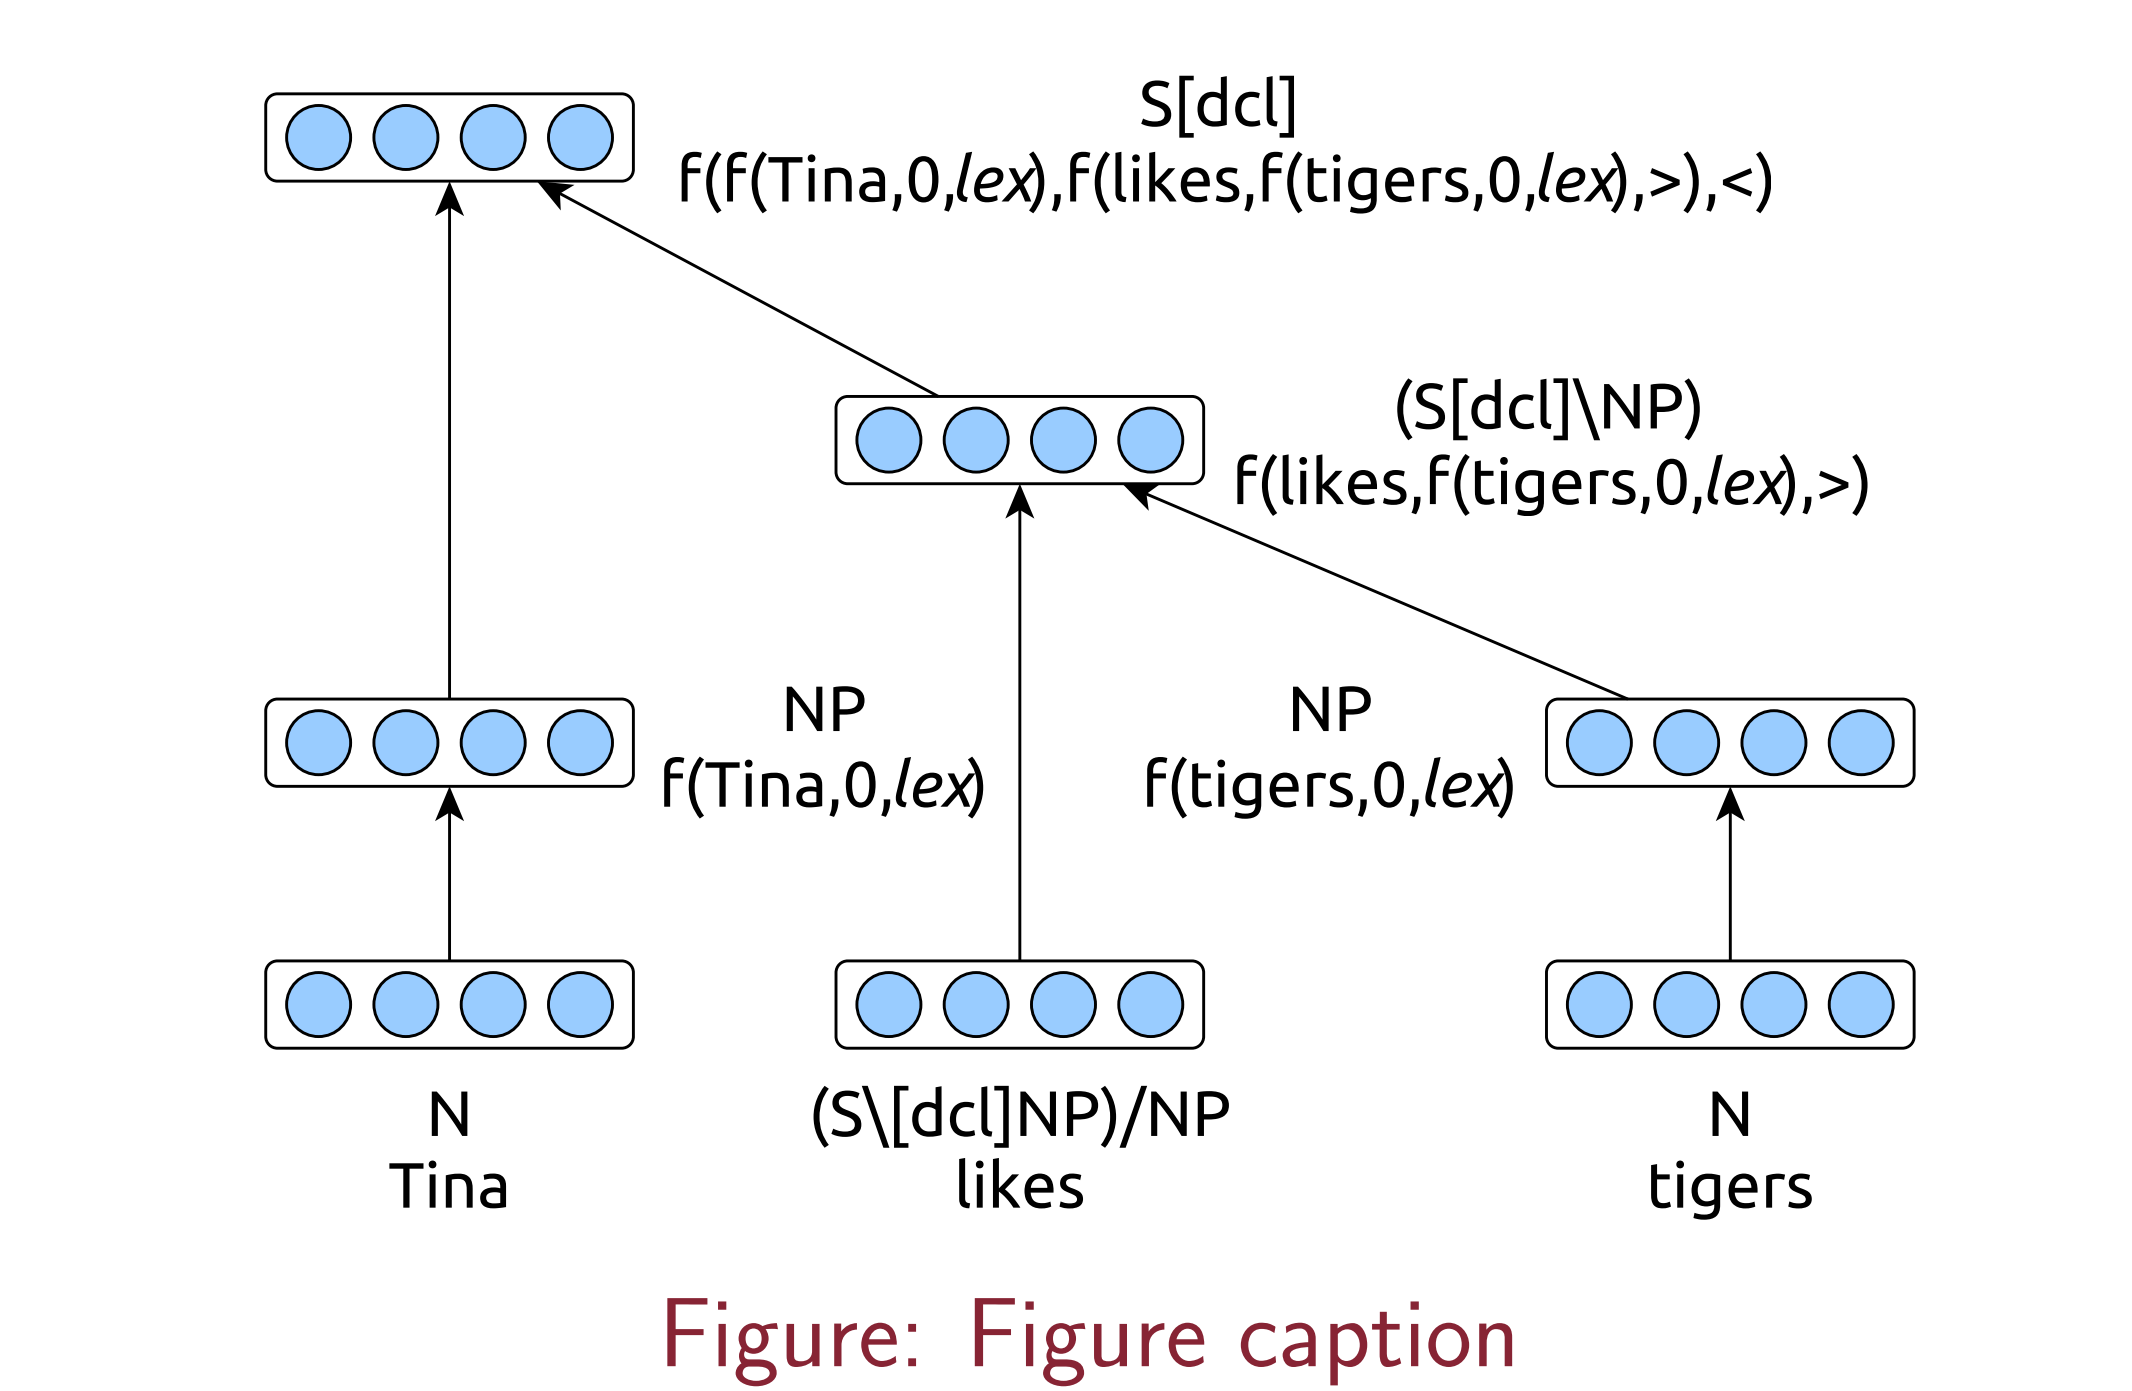 S[dcl]
f(f(Tina,0,lex),f(likes,f(tigers,0,lex),>),<)
(S[dcl]\NP)
f(likes,f(tigers,0,lex),>)
NP
f(Tina,0,lex)
NP
f(tigers,0,lex)
N
Tina
(S\[dcl]NP)/NP
likes
N
tigers
Figure: Figure caption